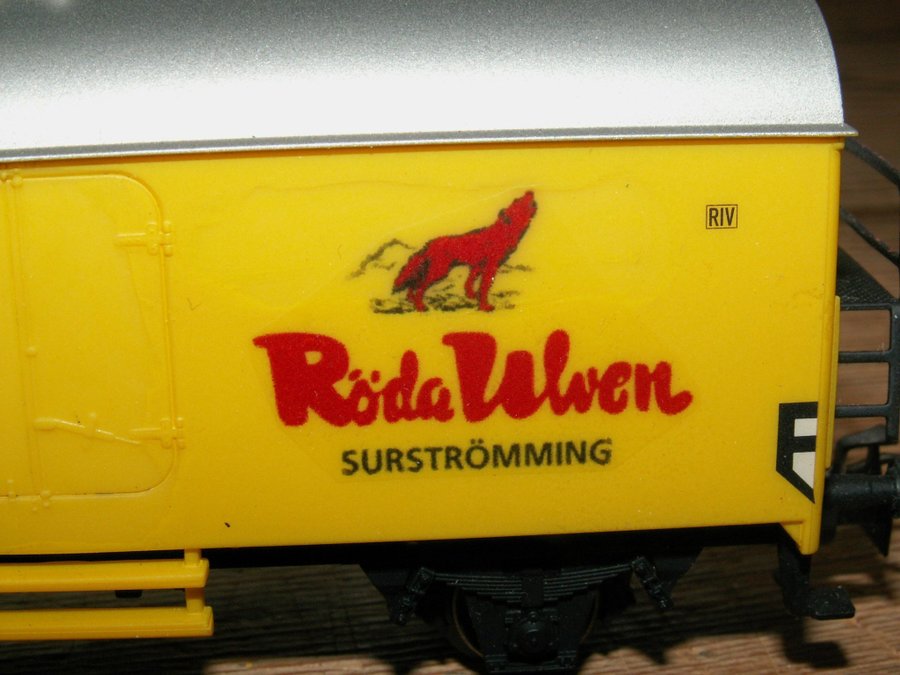 RIV
Röda Ulven
SURSTRÖMMING